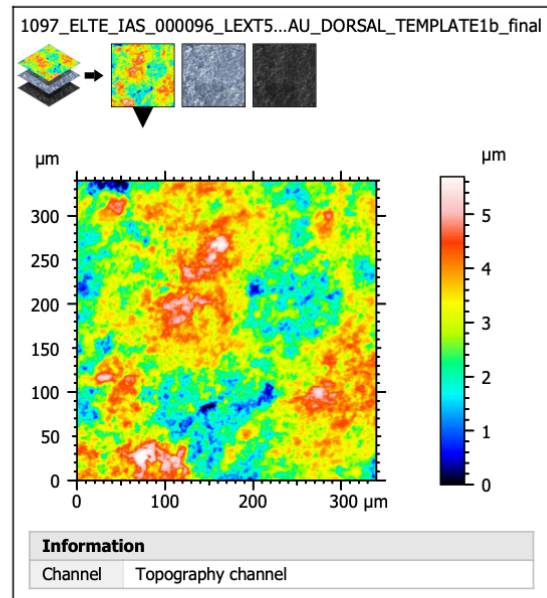 1097_ELTE_IAS_000096_LEXT5...AU_DORSAL_TEMPLATE1b_final
µm
µm
300
250
200
150
100
50
0
0
100
200
300 µm
5
4
3
2
1
0
Information
Channel Topography channel